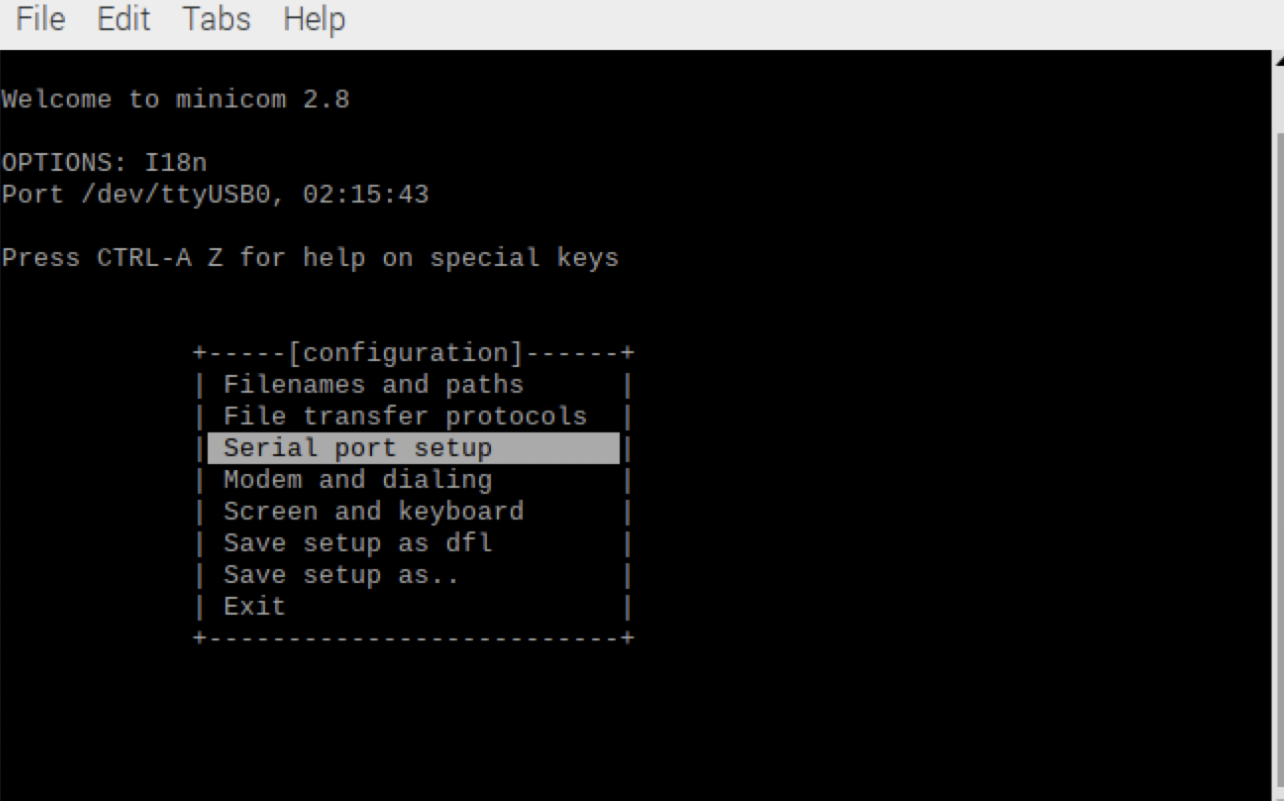 File Edit Tabs Help
Welcome to minicom 2.8
OPTIONS: I18n
Port /dev/ttyUSB0, 02:15:43
Press CTRL-A Z for help on special keys
+-----[configuration]------+
| Filenames and paths      |
| File transfer protocols  |
| Serial port setup        |
| Modem and dialing        |
| Screen and keyboard      |
| Save setup as dfl        |
| Save setup as..          |
| Exit                     |
+--------------------------+